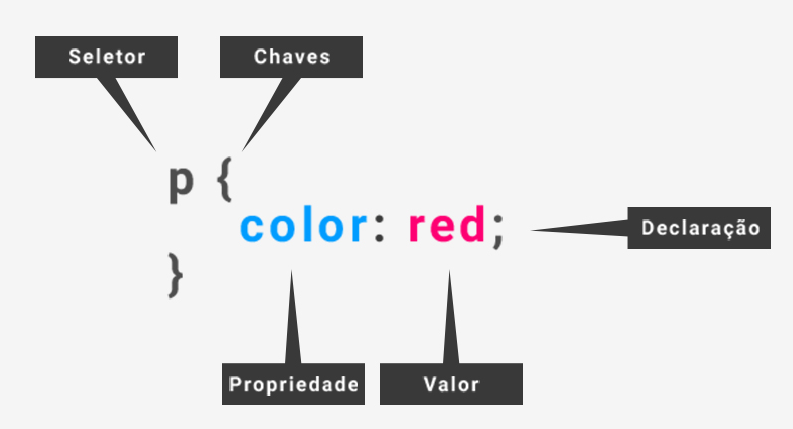 Seletor
Chaves
p {
color: red;
Declaração
}
Propriedade
Valor